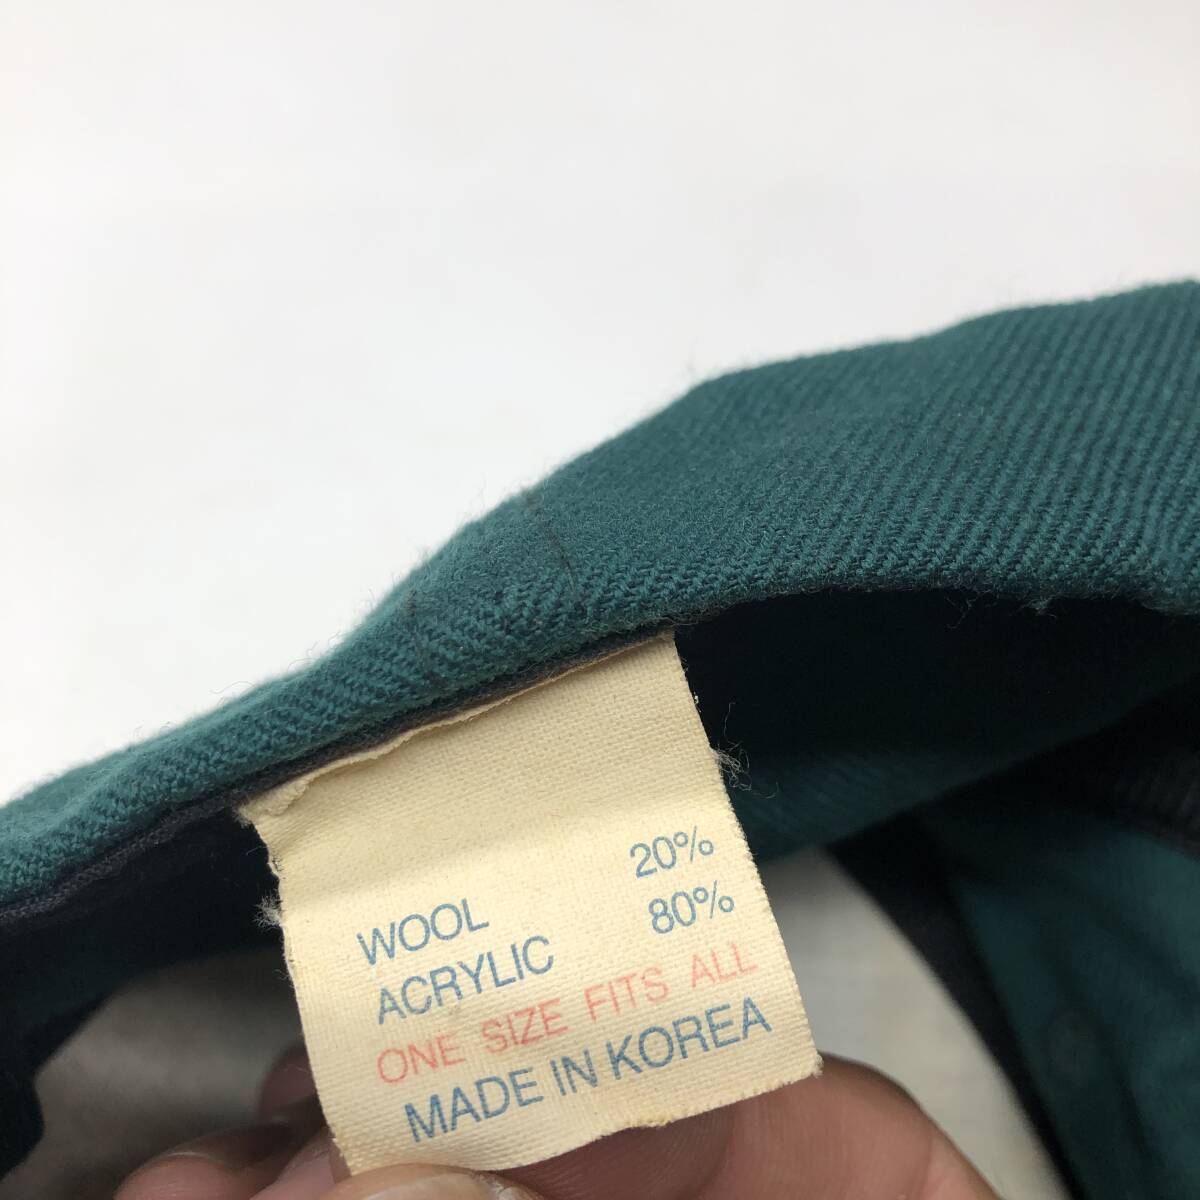 WOOL 20%
ACRYLIC 80%
ONE SIZE FITS ALL
MADE IN KOREA